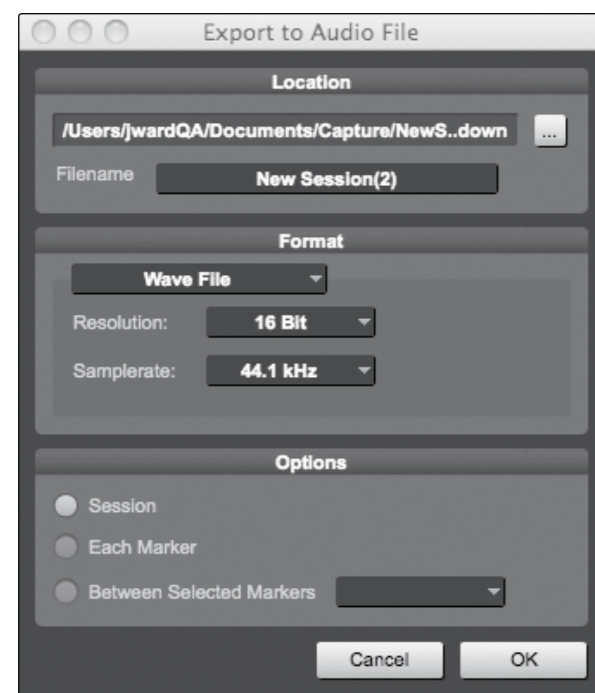 Export to Audio File
Location
/Users/jwardQA/Documents/Capture/NewS..down ...
Filename New Session(2)
Format
Wave File
Resolution: 16 Bit
Samplerate: 44.1 kHz
Options
Session
Each Marker
Between Selected Markers
Cancel OK